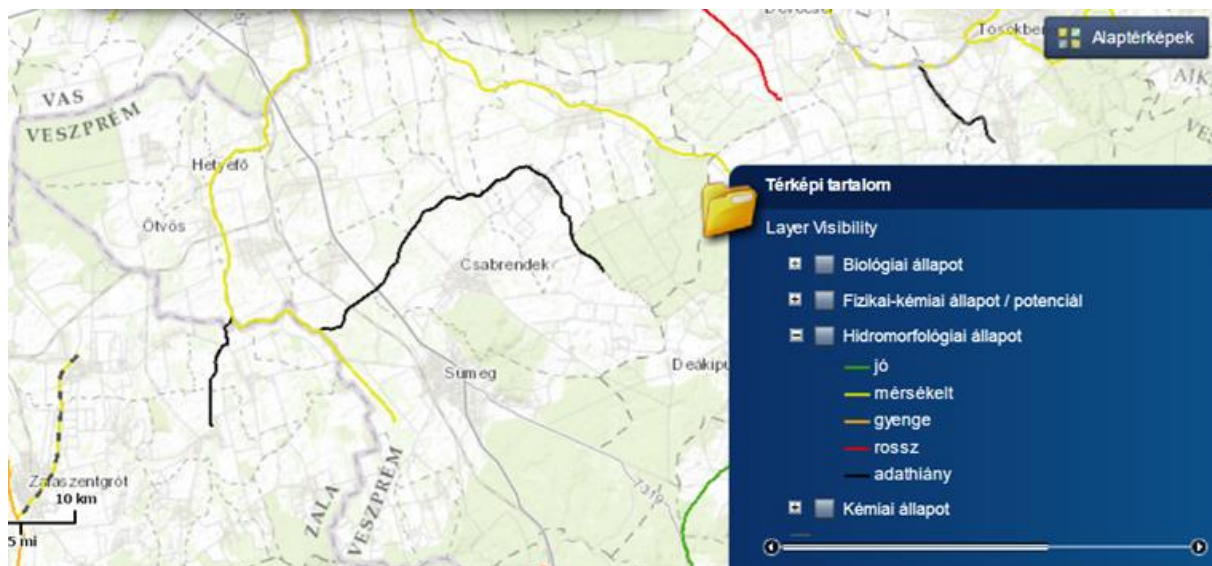 Alaptérképek
VAS
VESZPRÉM
Hetyefő
Ötvös
Csabrendek
Sümeg
Zalaszentgrót
10 km
5 mi
ZALA
VESZPRÉM
7319
Térképi tartalom
Layer Visibility
Biológiai állapot
Fizikai-kémiai állapot / potenciál
Hidromorfológiai állapot
jó
mérsékelt
gyenge
rossz
adathiány
Kémiai állapot